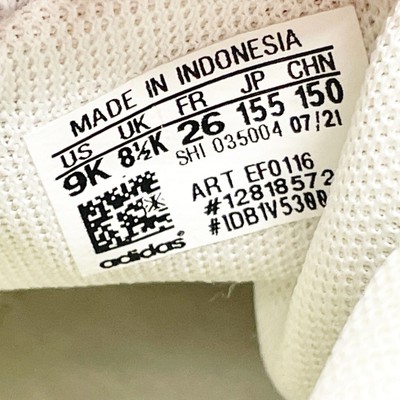 MADE IN INDONESIA
US UK FR JP CHN
9K 8½K 26 155 150
SHI 035004 07/21
ART EF0116
#12818572
#1DB1V5300
adidas®